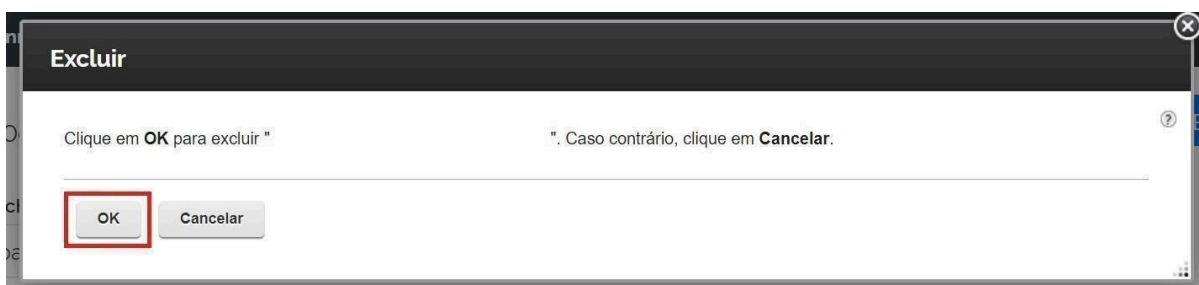 Excluir
Clique em OK para excluir " ". Caso contrário, clique em Cancelar.
OK Cancelar